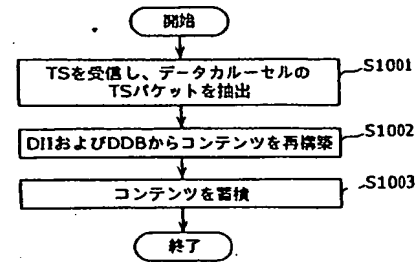 開始
TSを受信し、データカルーセルの
TSパケットを抽出
S1001
DIIおよびDDBからコンテンツを再構築
S1002
コンテンツを蓄積
S1003
終了